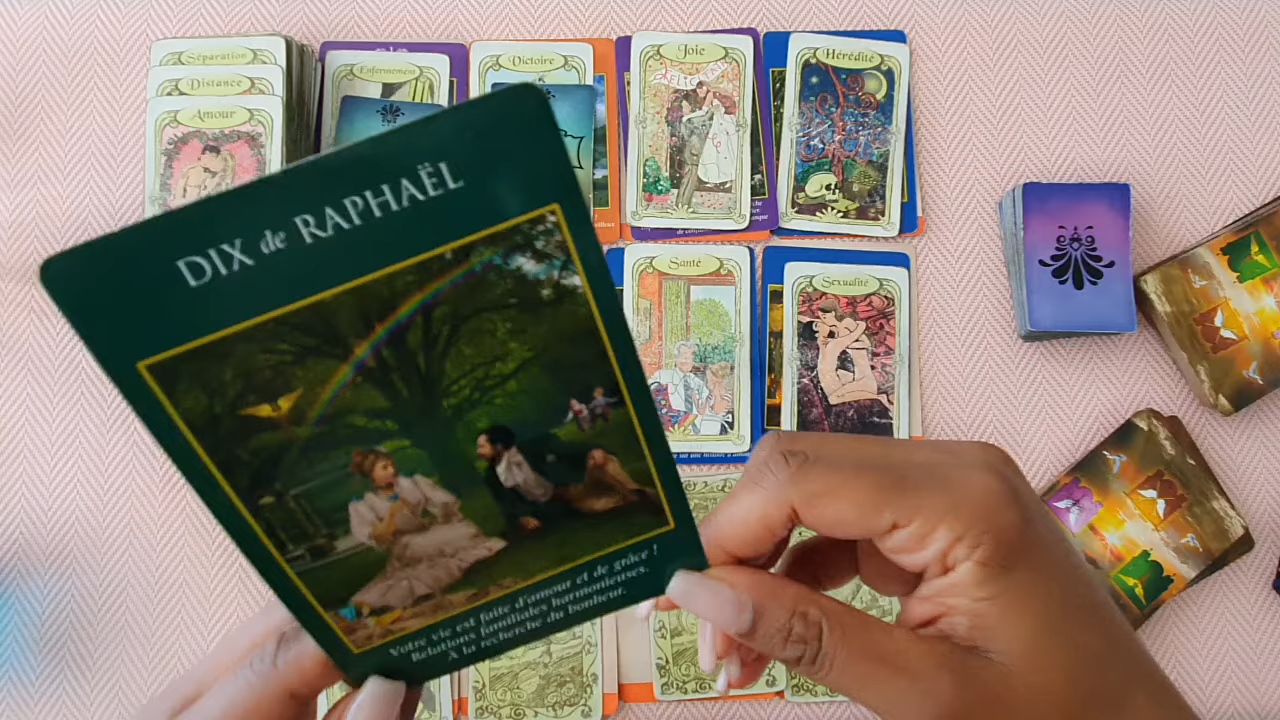 Séparation
Distance
Amour
Enfermement
Victoire
Joie
Hérédité
Santé
Sexualité
DIX de RAPHAËL
Votre vie est faite d'amour et de grâce !
Relations familiales harmonieuses.
À la recherche du bonheur.